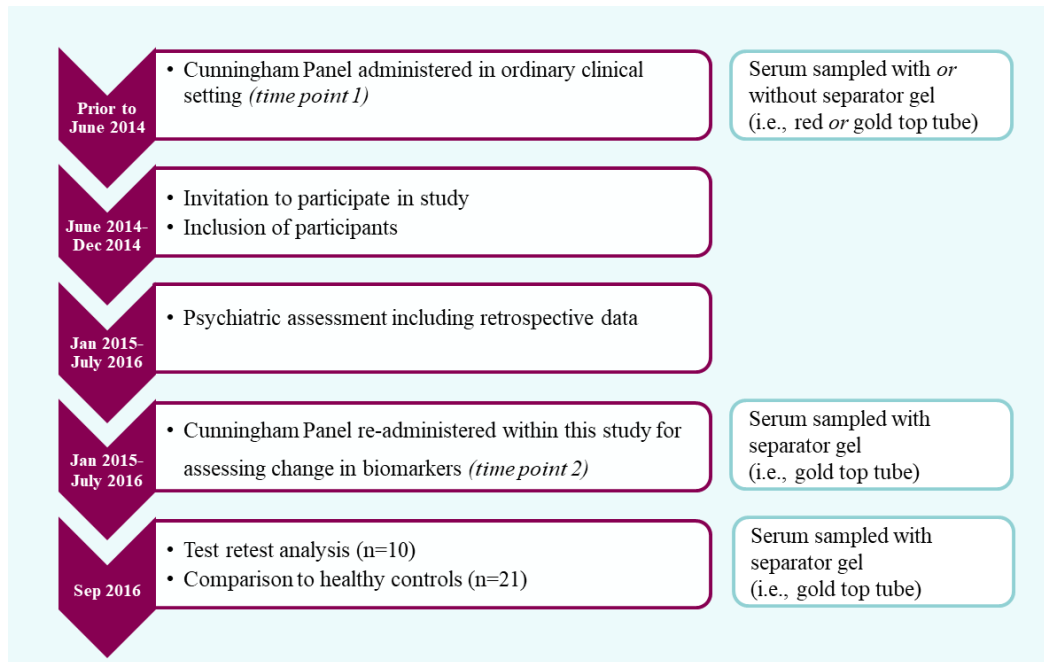 Prior to
June 2014
• Cunningham Panel administered in ordinary clinical
setting (time point 1)
Serum sampled with or
without separator gel
(i.e., red or gold top tube)
June 2014-
Dec 2014
• Invitation to participate in study
• Inclusion of participants
Jan 2015-
July 2016
• Psychiatric assessment including retrospective data
Jan 2015-
July 2016
• Cunningham Panel re-administered within this study for
assessing change in biomarkers (time point 2)
Serum sampled with
separator gel
(i.e., gold top tube)
Sep 2016
• Test retest analysis (n=10)
• Comparison to healthy controls (n=21)
Serum sampled with
separator gel
(i.e., gold top tube)